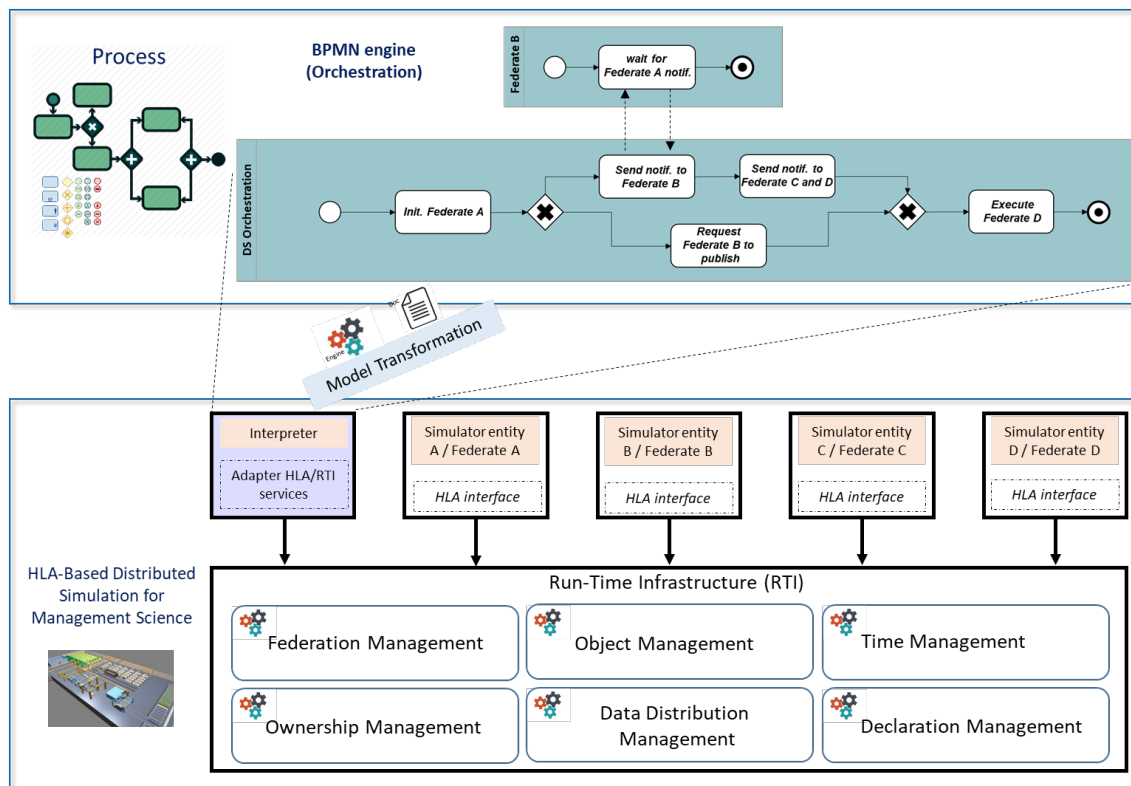 Process
BPMN engine
(Orchestration)
Federate B
wait for
Federate A notif.
DS Orchestration
Init. Federate A
Send notif. to
Federate B
Send notif. to
Federate C and D
Request
Federate B to
publish
Execute
Federate D
Engine
Doc
Model Transformation
Interpreter
Adapter HLA/RTI
services
Simulator entity
A / Federate A
HLA interface
Simulator entity
B / Federate B
HLA interface
Simulator entity
C / Federate C
HLA interface
Simulator entity
D / Federate D
HLA interface
HLA-Based Distributed
Simulation for
Management Science
Run-Time Infrastructure (RTI)
Federation Management
Object Management
Time Management
Ownership Management
Data Distribution
Management
Declaration Management